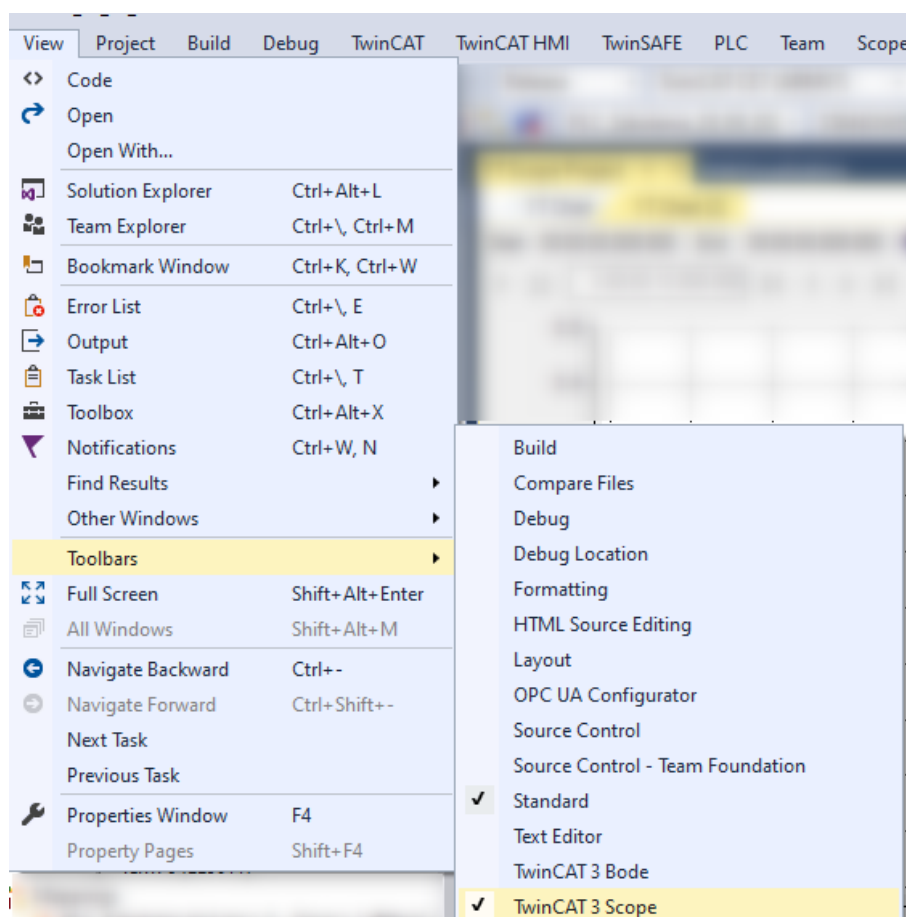 View Project Build Debug TwinCAT TwinCAT HMI TwinSAFE PLC Team Scope
Code
Open
Open With...
Solution Explorer Ctrl+Alt+L
Team Explorer Ctrl+\, Ctrl+M
Bookmark Window Ctrl+K, Ctrl+W
Error List Ctrl+\, E
Output Ctrl+Alt+O
Task List Ctrl+\, T
Toolbox Ctrl+Alt+X
Notifications Ctrl+W, N
Find Results
Other Windows
Toolbars
Full Screen Shift+Alt+Enter
All Windows Shift+Alt+M
Navigate Backward Ctrl+-
Navigate Forward Ctrl+Shift+-
Next Task
Previous Task
Properties Window F4
Property Pages Shift+F4
Build
Compare Files
Debug
Debug Location
Formatting
HTML Source Editing
Layout
OPC UA Configurator
Source Control
Source Control - Team Foundation
Standard
Text Editor
TwinCAT 3 Bode
TwinCAT 3 Scope